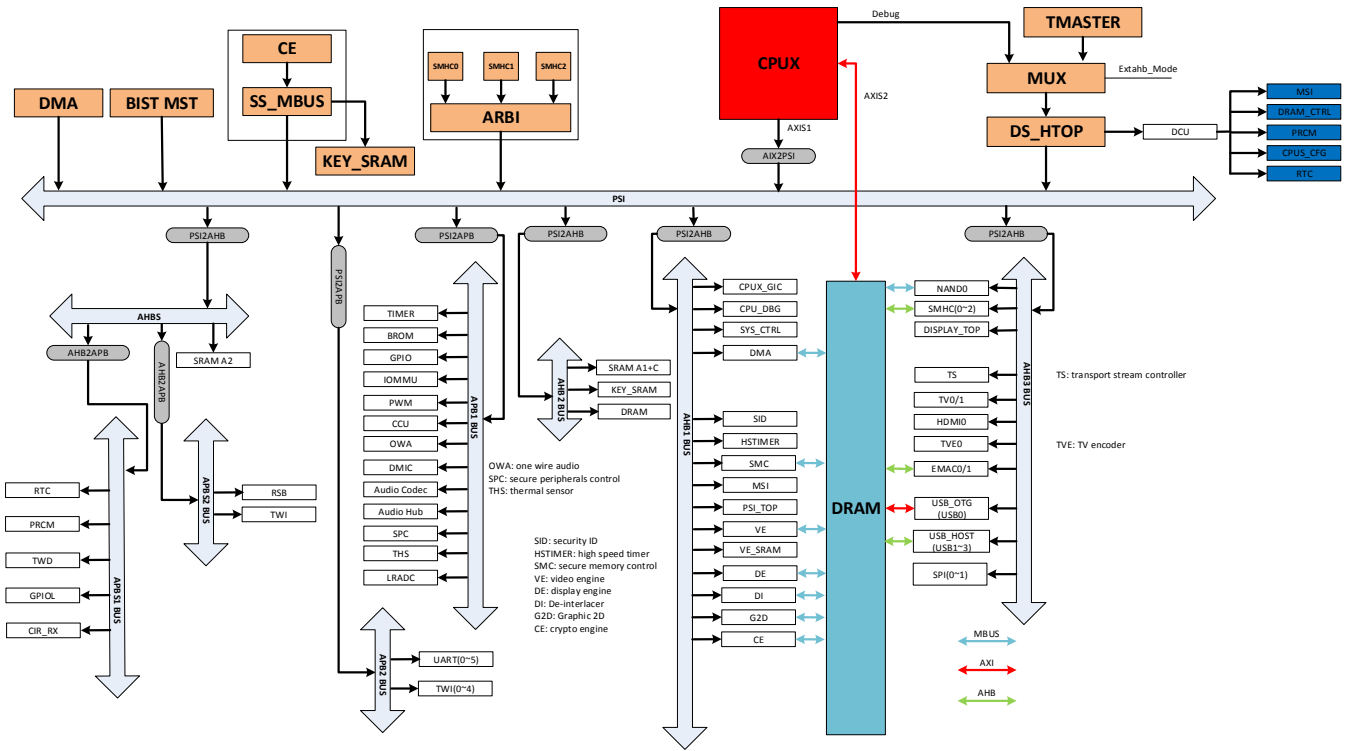 Debug
TMASTER
CE
SMHC0
SMHC1
SMHC2
CPUX
MUX
Extahb_Mode
DMA
BIST MST
SS_MBUS
ARBI
AXIS2
AXIS1
DS_HTOP
DCU
MSI
DRAM_CTRL
PRCM
CPUS_CFG
RTC
KEY_SRAM
AIX2PSI
PSI
PSI2AHB
PSI2APB
PSI2APB
PSI2AHB
PSI2AHB
PSI2AHB
AHBS
AHB2APB
AHB2APB
SRAM A2
APBS1 BUS
RTC
PRCM
TWD
GPIOL
CIR_RX
APBS2 BUS
RSB
TWI
APB1 BUS
TIMER
BROM
GPIO
IOMMU
PWM
CCU
OWA
DMIC
Audio Codec
Audio Hub
SPC
THS
LRADC
OWA: one wire audio
SPC: secure peripherals control
THS: thermal sensor
APB2 BUS
UART(0~5)
TWI(0~4)
AHB2 BUS
SRAM A1+C
KEY_SRAM
DRAM
SID: security ID
HSTIMER: high speed timer
SMC: secure memory control
VE: video engine
DE: display engine
DI: De-interlacer
G2D: Graphic 2D
CE: crypto engine
AHB1 BUS
CPUX_GIC
CPU_DBG
SYS_CTRL
DMA
SID
HSTIMER
SMC
MSI
PSI_TOP
VE
VE_SRAM
DE
DI
G2D
CE
DRAM
NAND0
SMHC(0~2)
DISPLAY_TOP
TS
TV0/1
HDMI0
TVE0
EMAC0/1
USB_OTG
(USB0)
USB_HOST
(USB1~3)
SPI(0~1)
AHB3 BUS
TS: transport stream controller
TVE: TV encoder
MBUS
AXI
AHB